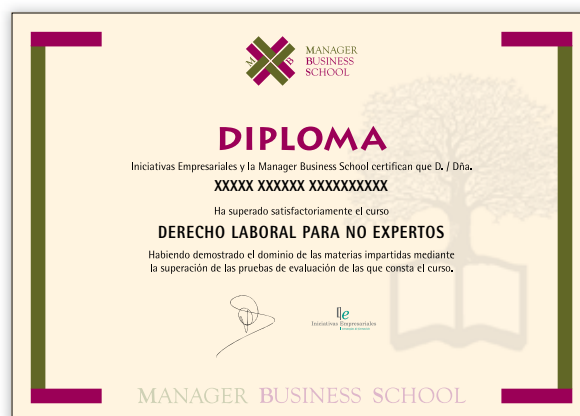 M B
MANAGER
BUSINESS
SCHOOL
DIPLOMA
Iniciativas Empresariales y la Manager Business School certifican que D. / Dña.
XXXXX XXXXXX XXXXXXXXXX
Ha superado satisfactoriamente el curso
DERECHO LABORAL PARA NO EXPERTOS
Habiendo demostrado el dominio de las materias impartidas mediante
la superación de las pruebas de evaluación de las que consta el curso.
Iniciativas Empresariales
MANAGER BUSINESS SCHOOL